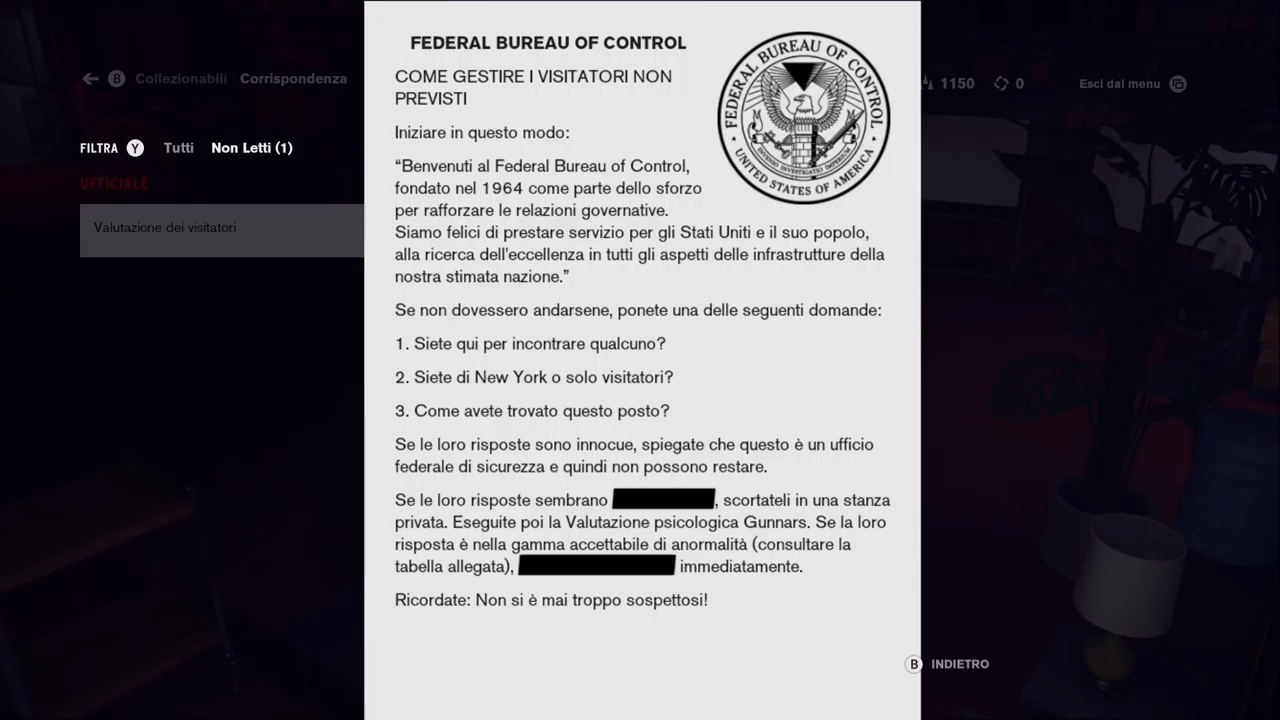 FEDERAL BUREAU OF CONTROL
COME GESTIRE I VISITATORI NON
PREVISTI
Iniziare in questo modo:
“Benvenuti al Federal Bureau of Control,
fondato nel 1964 come parte dello sforzo
per rafforzare le relazioni governative.
Siamo felici di prestare servizio per gli Stati Uniti e il suo popolo,
alla ricerca dell'eccellenza in tutti gli aspetti delle infrastrutture della
nostra stimata nazione.”
Se non dovessero andarsene, ponete una delle seguenti domande:
1. Siete qui per incontrare qualcuno?
2. Siete di New York o solo visitatori?
3. Come avete trovato questo posto?
Se le loro risposte sono innocue, spiegate che questo è un ufficio
federale di sicurezza e quindi non possono restare.
Se le loro risposte sembrano , scortateli in una stanza
privata. Eseguite poi la Valutazione psicologica Gunnars. Se la loro
risposta è nella gamma accettabile di anormalità (consultare la
tabella allegata), immediatamente.
Ricordate: Non si è mai troppo sospettosi!
FEDERAL BUREAU OF CONTROL
UNITED STATES OF AMERICA
B Collezionabili / Corrispondenza
FILTRA Y Tutti Non Letti (1)
UFFICIALE
Valutazione dei visitatori
1150 0
Esci dal menu
B INDIETRO